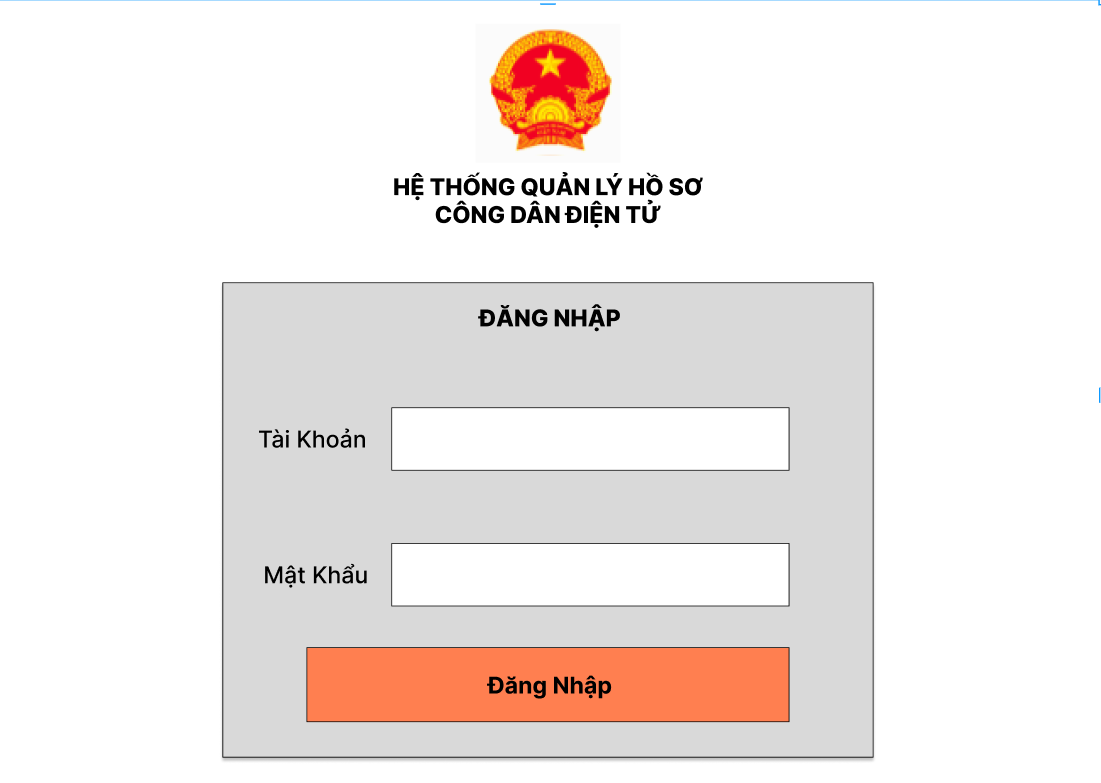 HỆ THỐNG QUẢN LÝ HỒ SƠ
CÔNG DÂN ĐIỆN TỬ
ĐĂNG NHẬP
Tài Khoản
Mật Khẩu
Đăng Nhập